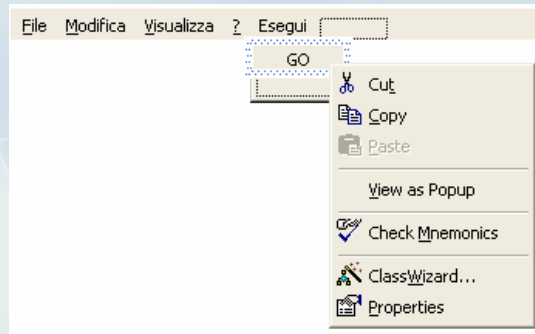 File Modifica Visualizza ? Esegui
GO
Cut
Copy
Paste
View as Popup
Check Mnemonics
ClassWizard...
Properties